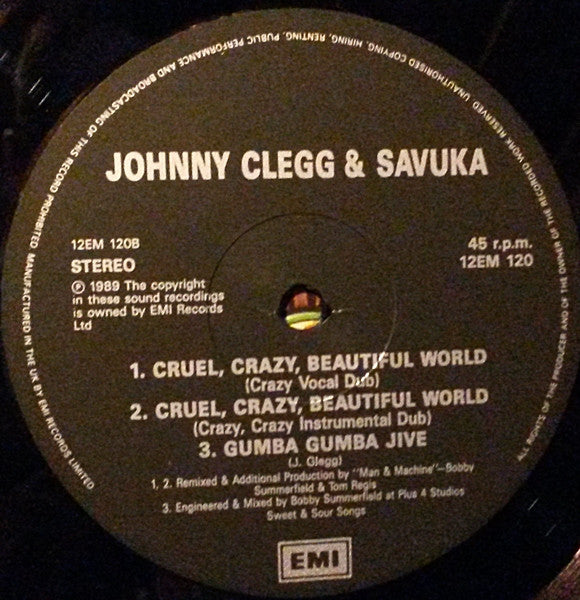 JOHNNY CLEGG & SAVUKA
12EM 120B
STEREO
℗ 1989 The copyright
in these sound recordings
is owned by EMI Records
Ltd
45 r.p.m.
12EM 120
1. CRUEL, CRAZY, BEAUTIFUL WORLD
(Crazy Vocal Dub)
2. CRUEL, CRAZY, BEAUTIFUL WORLD
(Crazy, Crazy Instrumental Dub)
3. GUMBA GUMBA JIVE
(J. Clegg)
1, 2. Remixed & Additional Production by "Man & Machine"–Bobby
Summerfield & Tom Regis
3. Engineered & Mixed by Bobby Summerfield at Plus 4 Studios
Sweet & Sour Songs
EMI
ALL RIGHTS OF THE PRODUCER AND OF THE OWNER OF THE RECORDED WORK RESERVED. UNAUTHORISED COPYING, HIRING, RENTING, PUBLIC PERFORMANCE AND BROADCASTING OF THIS RECORD PROHIBITED MANUFACTURED IN THE UK BY EMI RECORDS LIMITED